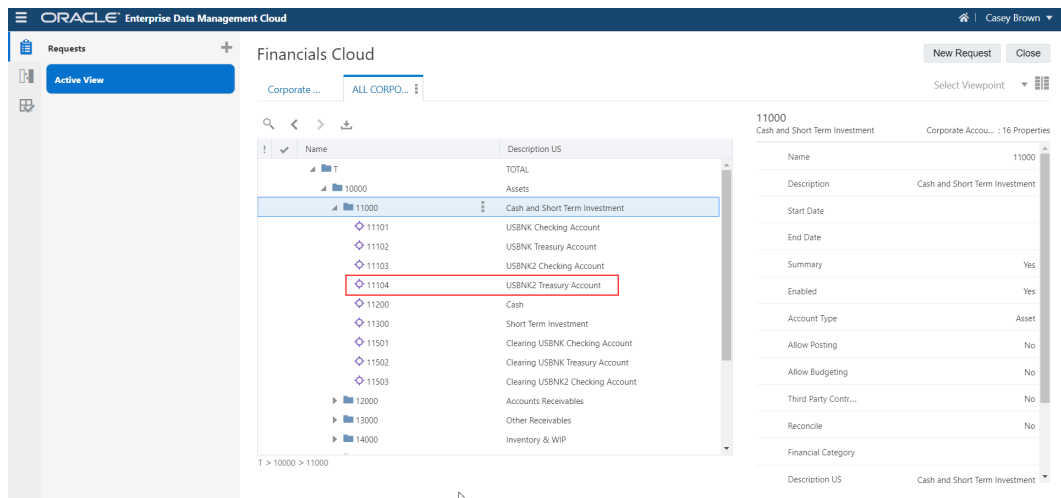 ORACLE® Enterprise Data Management Cloud
Casey Brown
Requests
Active View
Financials Cloud
New Request
Close
Corporate ...
ALL CORPO...
Select Viewpoint
! Name Description US
T TOTAL
10000 Assets
11000 Cash and Short Term Investment
11101 USBNK Checking Account
11102 USBNK Treasury Account
11103 USBNK2 Checking Account
11104 USBNK2 Treasury Account
11200 Cash
11300 Short Term Investment
11501 Clearing USBNK Checking Account
11502 Clearing USBNK Treasury Account
11503 Clearing USBNK2 Checking Account
12000 Accounts Receivables
13000 Other Receivables
14000 Inventory & WIP
T > 10000 > 11000
11000
Cash and Short Term Investment Corporate Accou... : 16 Properties
Name 11000
Description Cash and Short Term Investment
Start Date
End Date
Summary Yes
Enabled Yes
Account Type Asset
Allow Posting No
Allow Budgeting No
Third Party Contr... No
Reconcile No
Financial Category
Description US Cash and Short Term Investment